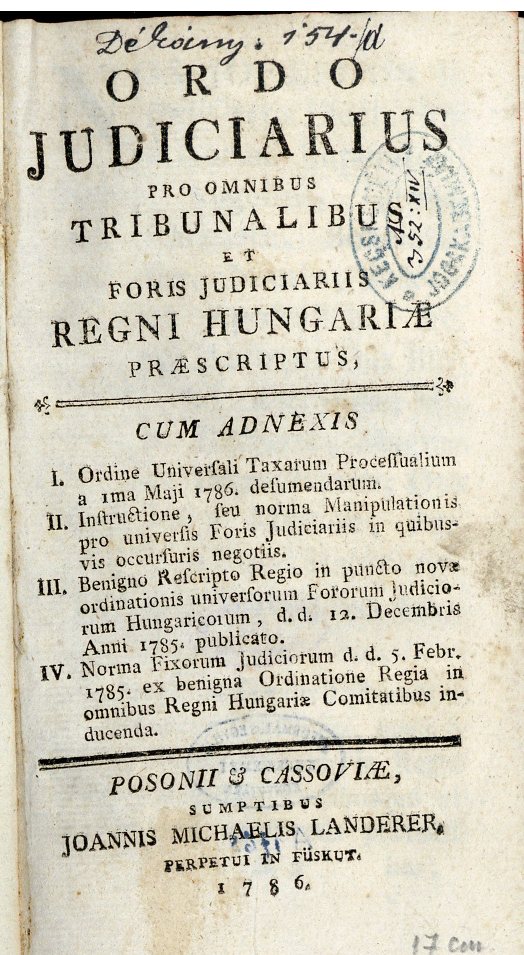 Dékány. 154-/d
ORDO
JUDICIARIUS
PRO OMNIBUS
TRIBUNALIBUS
ET
FORIS JUDICIARIIS
REGNI HUNGARIÆ
PRÆSCRIPTUS,
CUM ADNEXIS
I. Ordine Univerſali Taxarum Proceſſualium
a 1ma Maji 1786. deſumendarum.
II. Inſtructione, ſeu norma Manipulationis
pro universis Foris Judiciariis in quibus-
vis occurſuris negotiis.
III. Benigno Reſcripto Regio in puncto novæ
ordinationis univerſorum Fororum Judicio-
rum Hungaricorum, d. d. 12. Decembris
Anni 1785. publicato.
IV. Norma Fixorum Judiciorum d. d. 5. Febr.
1785. ex benigna Ordinatione Regia in
omnibus Regni Hungariæ Comitatibus in-
ducenda.
POSONII & CASSOVIÆ,
SUMPTIBUS
JOANNIS MICHAELIS LANDERER,
PERPETUI IN FÜSKUT.
1786.
17 cm